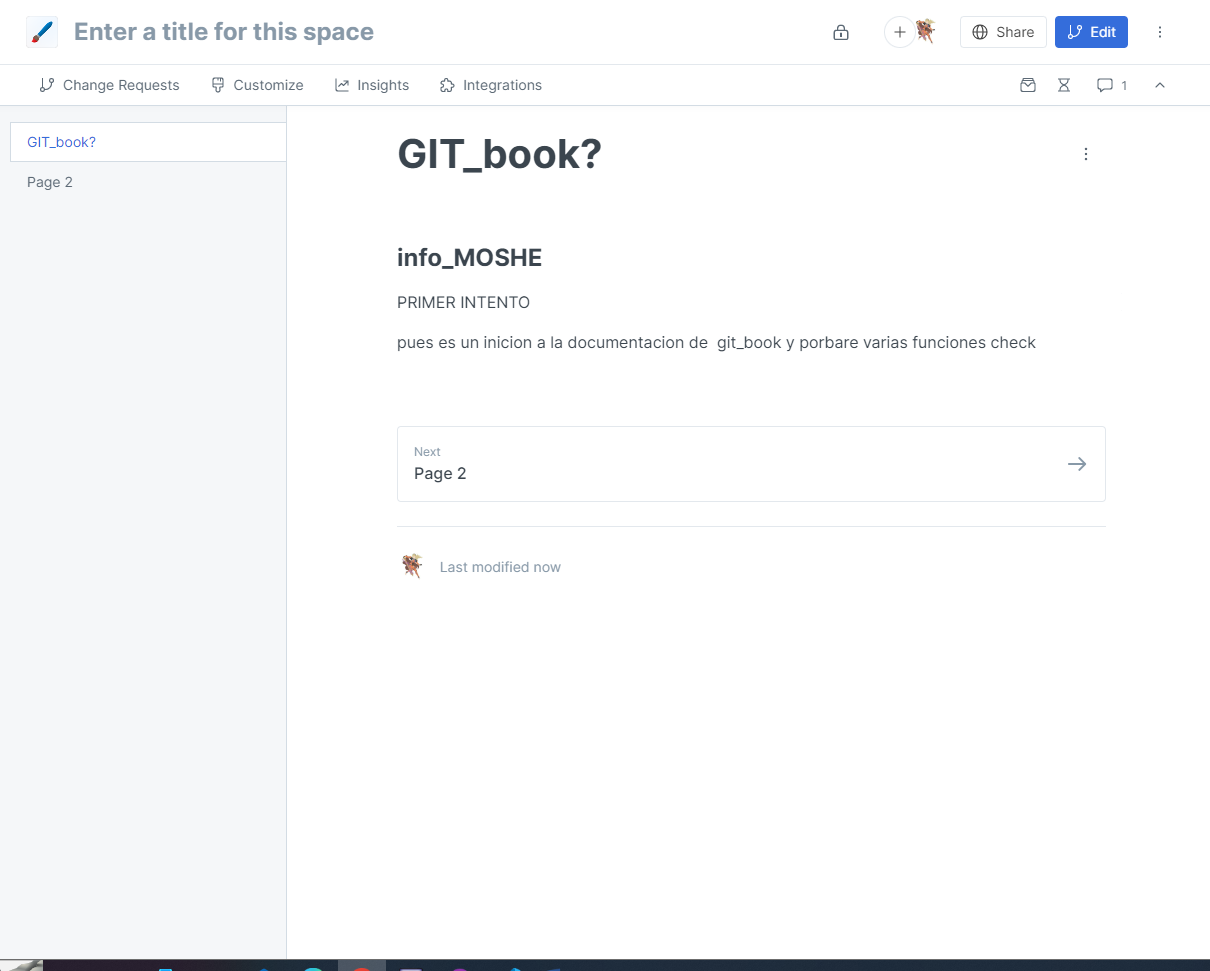 Enter a title for this space
Share
Edit
Change Requests
Customize
Insights
Integrations
1
GIT_book?
Page 2
GIT_book?
info_MOSHE
PRIMER INTENTO
pues es un inicion a la documentacion de  git_book y porbare varias funciones check
Next
Page 2
Last modified now